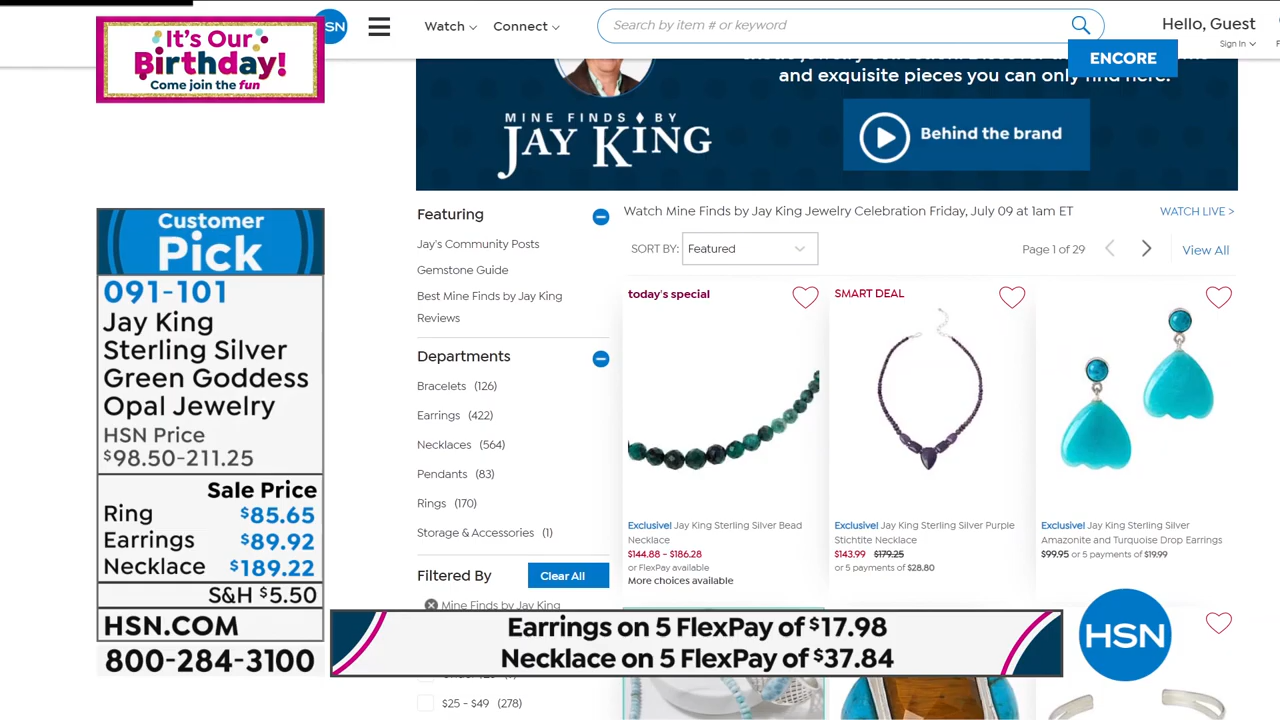 It's Our
Birthday!
Come join the fun
SN
Watch
Connect
Search by item # or keyword
Hello, Guest
Sign In
ENCORE
and exquisite pieces you can only find here.
MINE FINDS BY
JAY KING
Behind the brand
Customer
Pick
091-101
Jay King
Sterling Silver
Green Goddess
Opal Jewelry
HSN Price
$98.50-211.25
Sale Price
Ring $85.65
Earrings $89.92
Necklace $189.22
S&H $5.50
HSN.COM
800-284-3100
Featuring
Jay's Community Posts
Gemstone Guide
Best Mine Finds by Jay King
Reviews
Departments
Bracelets (126)
Earrings (422)
Necklaces (564)
Pendants (83)
Rings (170)
Storage & Accessories (1)
Filtered By
Clear All
Mine Finds by Jay King
$25 - $49 (278)
Watch Mine Finds by Jay King Jewelry Celebration Friday, July 09 at 1am ET
WATCH LIVE >
SORT BY: Featured
Page 1 of 29
View All
today's special
Exclusive! Jay King Sterling Silver Bead
Necklace
$144.88 - $186.28
or FlexPay available
More choices available
SMART DEAL
Exclusive! Jay King Sterling Silver Purple
Stichtite Necklace
$143.99 $179.25
or 5 payments of $28.80
Exclusive! Jay King Sterling Silver
Amazonite and Turquoise Drop Earrings
$99.95 or 5 payments of $19.99
Earrings on 5 FlexPay of $17.98
Necklace on 5 FlexPay of $37.84
HSN